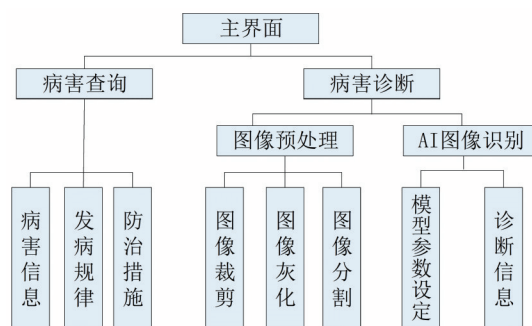 主界面
病害查询
病害诊断
图像预处理
AI图像识别
病害信息
发病规律
防治措施
图像裁剪
图像灰化
图像分割
模型参数设定
诊断信息